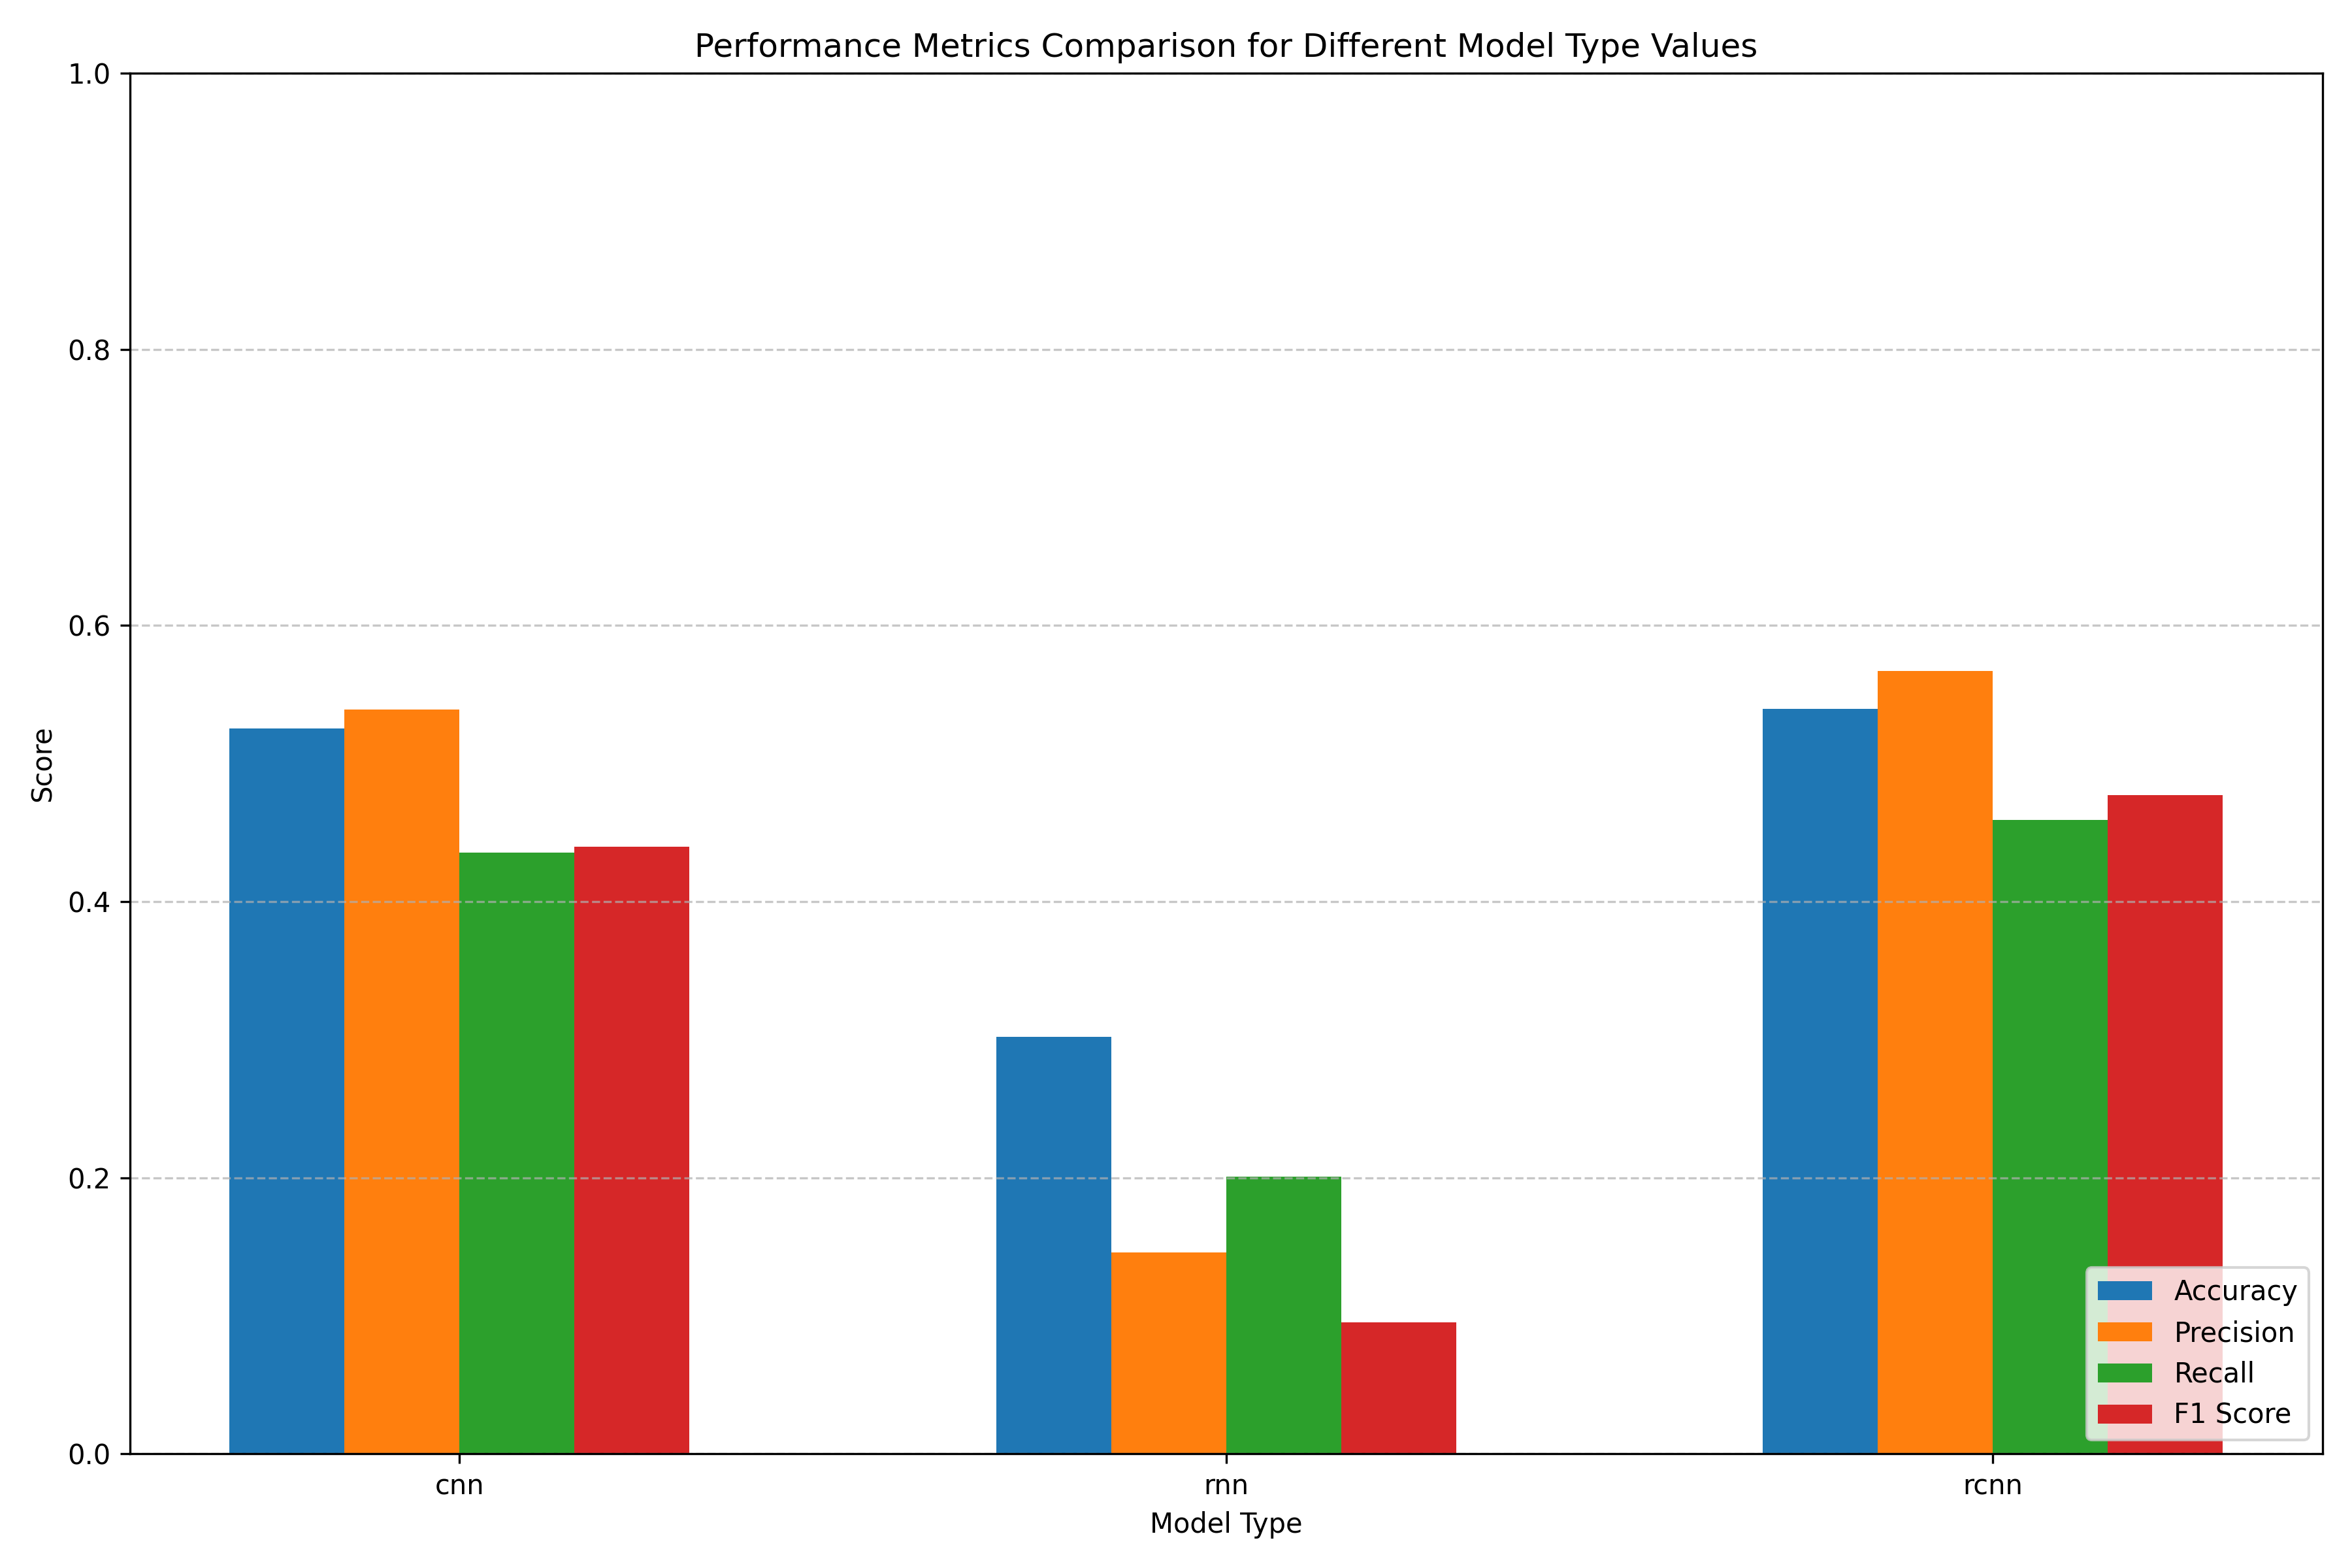 Performance Metrics Comparison for Different Model Type Values
1.0
0.8
0.6
0.4
0.2
0.0
Score
cnn
rnn
rcnn
Model Type
Accuracy
Precision
Recall
F1 Score